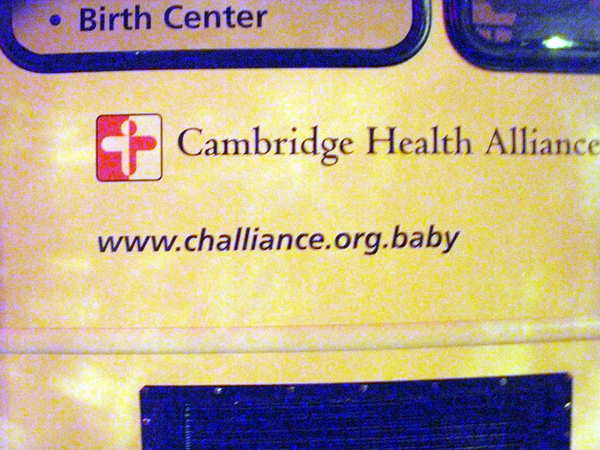 • Birth Center
Cambridge Health Alliance
www.challiance.org.baby